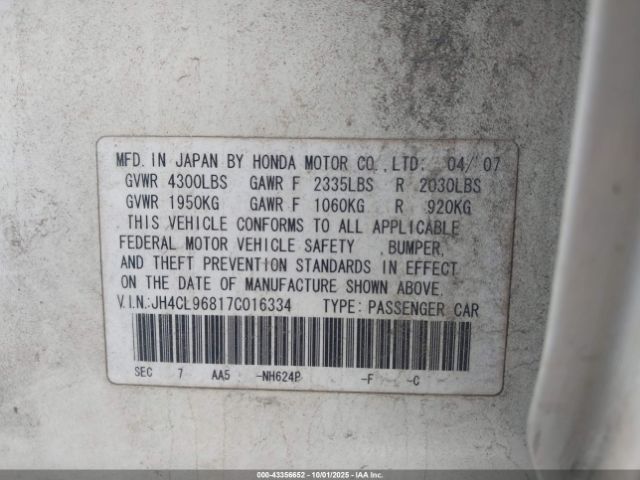 MFD. IN JAPAN BY HONDA MOTOR CO., LTD: 04/ 07
GVWR 4300LBS GAWR F 2335LBS R 2030LBS
GVWR 1950KG GAWR F 1060KG R 920KG
THIS VEHICLE CONFORMS TO ALL APPLICABLE
FEDERAL MOTOR VEHICLE SAFETY ,BUMPER,
AND THEFT PREVENTION STANDARDS IN EFFECT
ON THE DATE OF MANUFACTURE SHOWN ABOVE.
V.I.N.:JH4CL96817C016334 TYPE: PASSENGER CAR
SEC 7 AA5 -NH624P -F -C
000-43356652 | 10/01/2025 | IAAI.COM